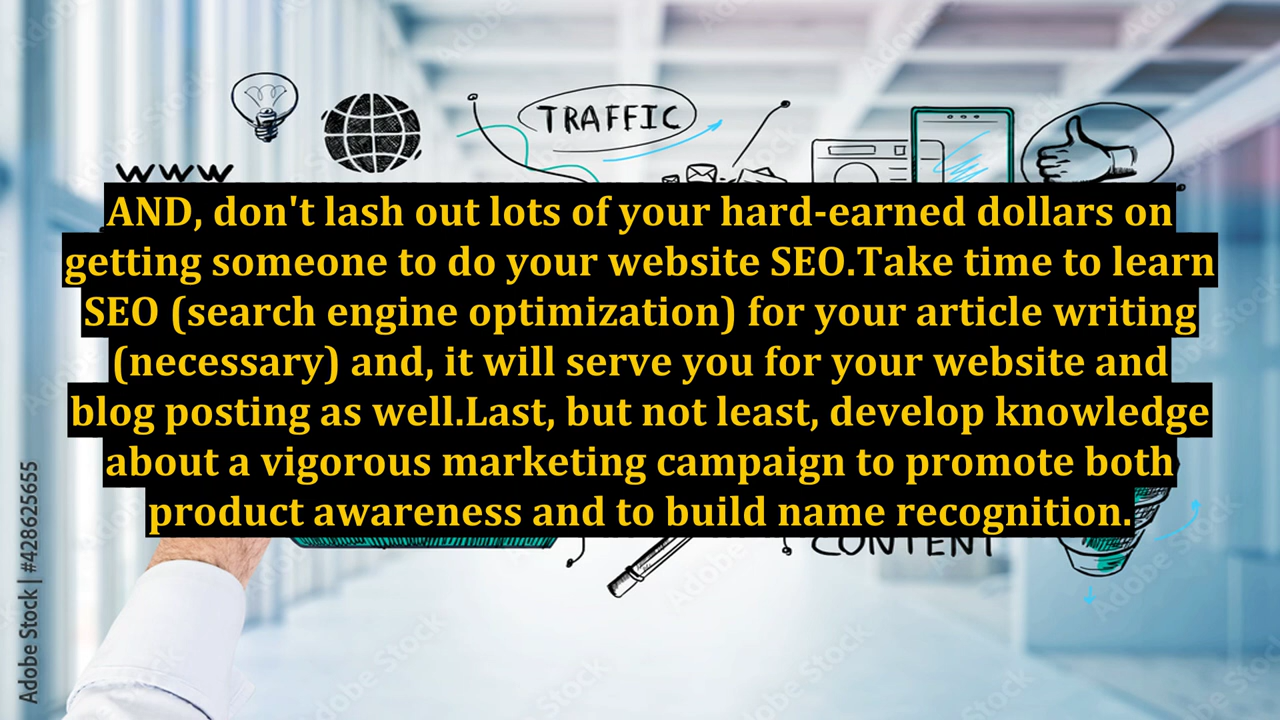 TRAFFIC
www
AND, don't lash out lots of your hard-earned dollars on
getting someone to do your website SEO.Take time to learn
SEO (search engine optimization) for your article writing
(necessary) and, it will serve you for your website and
blog posting as well.Last, but not least, develop knowledge
about a vigorous marketing campaign to promote both
product awareness and to build name recognition.
CONTENT
Adobe Stock | #428625655